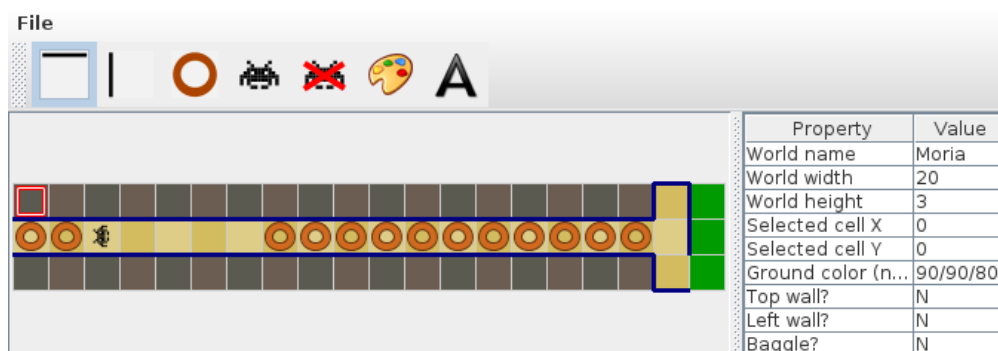 File
A
Property Value
World name Moria
World width 20
World height 3
Selected cell X 0
Selected cell Y 0
Ground color (n... 90/90/80
Top wall? N
Left wall? N
Baggle? N